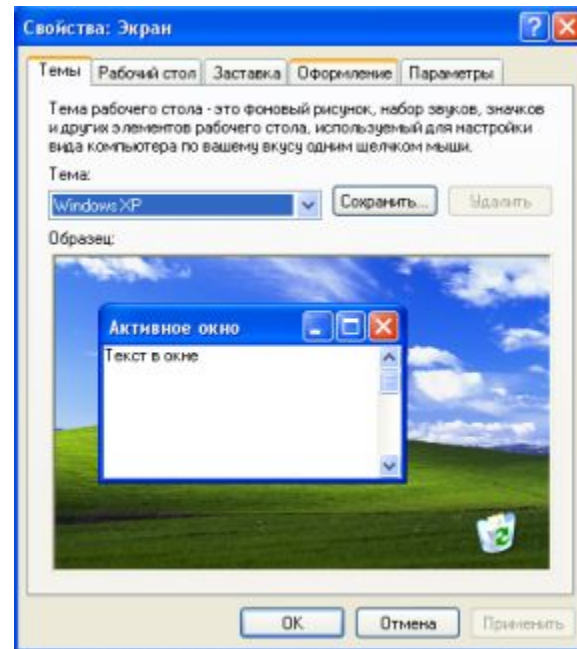 Свойства: Экран
Темы Рабочий стол Заставка Оформление Параметры
Тема рабочего стола - это фоновый рисунок, набор звуков, значков
и других элементов рабочего стола, используемый для настройки
вида компьютера по вашему вкусу одним щелчком мыши.
Тема:
Windows XP Сохранить... Удалить
Образец:
Активное окно
Текст в окне
OK Отмена Применить